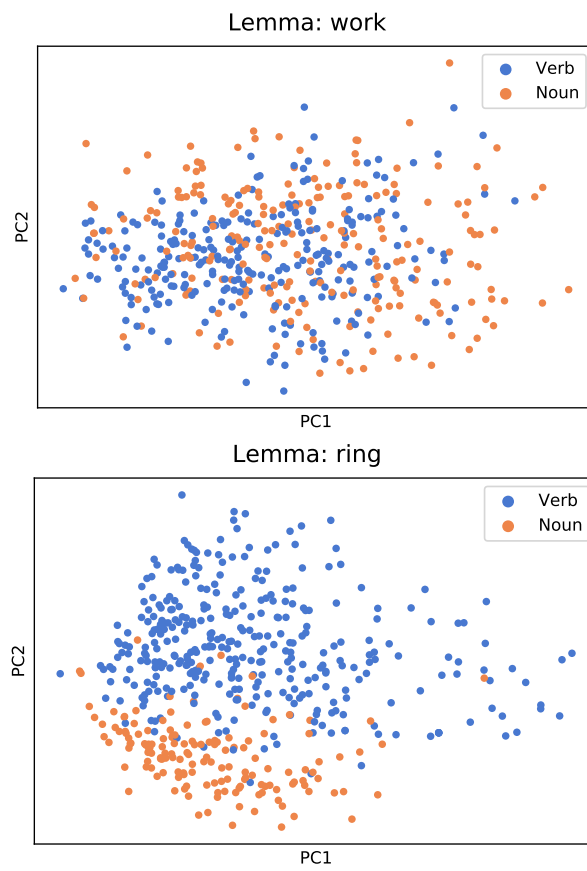 Lemma: work
Verb
Noun
PC2
PC1
Lemma: ring
Verb
Noun
PC2
PC1